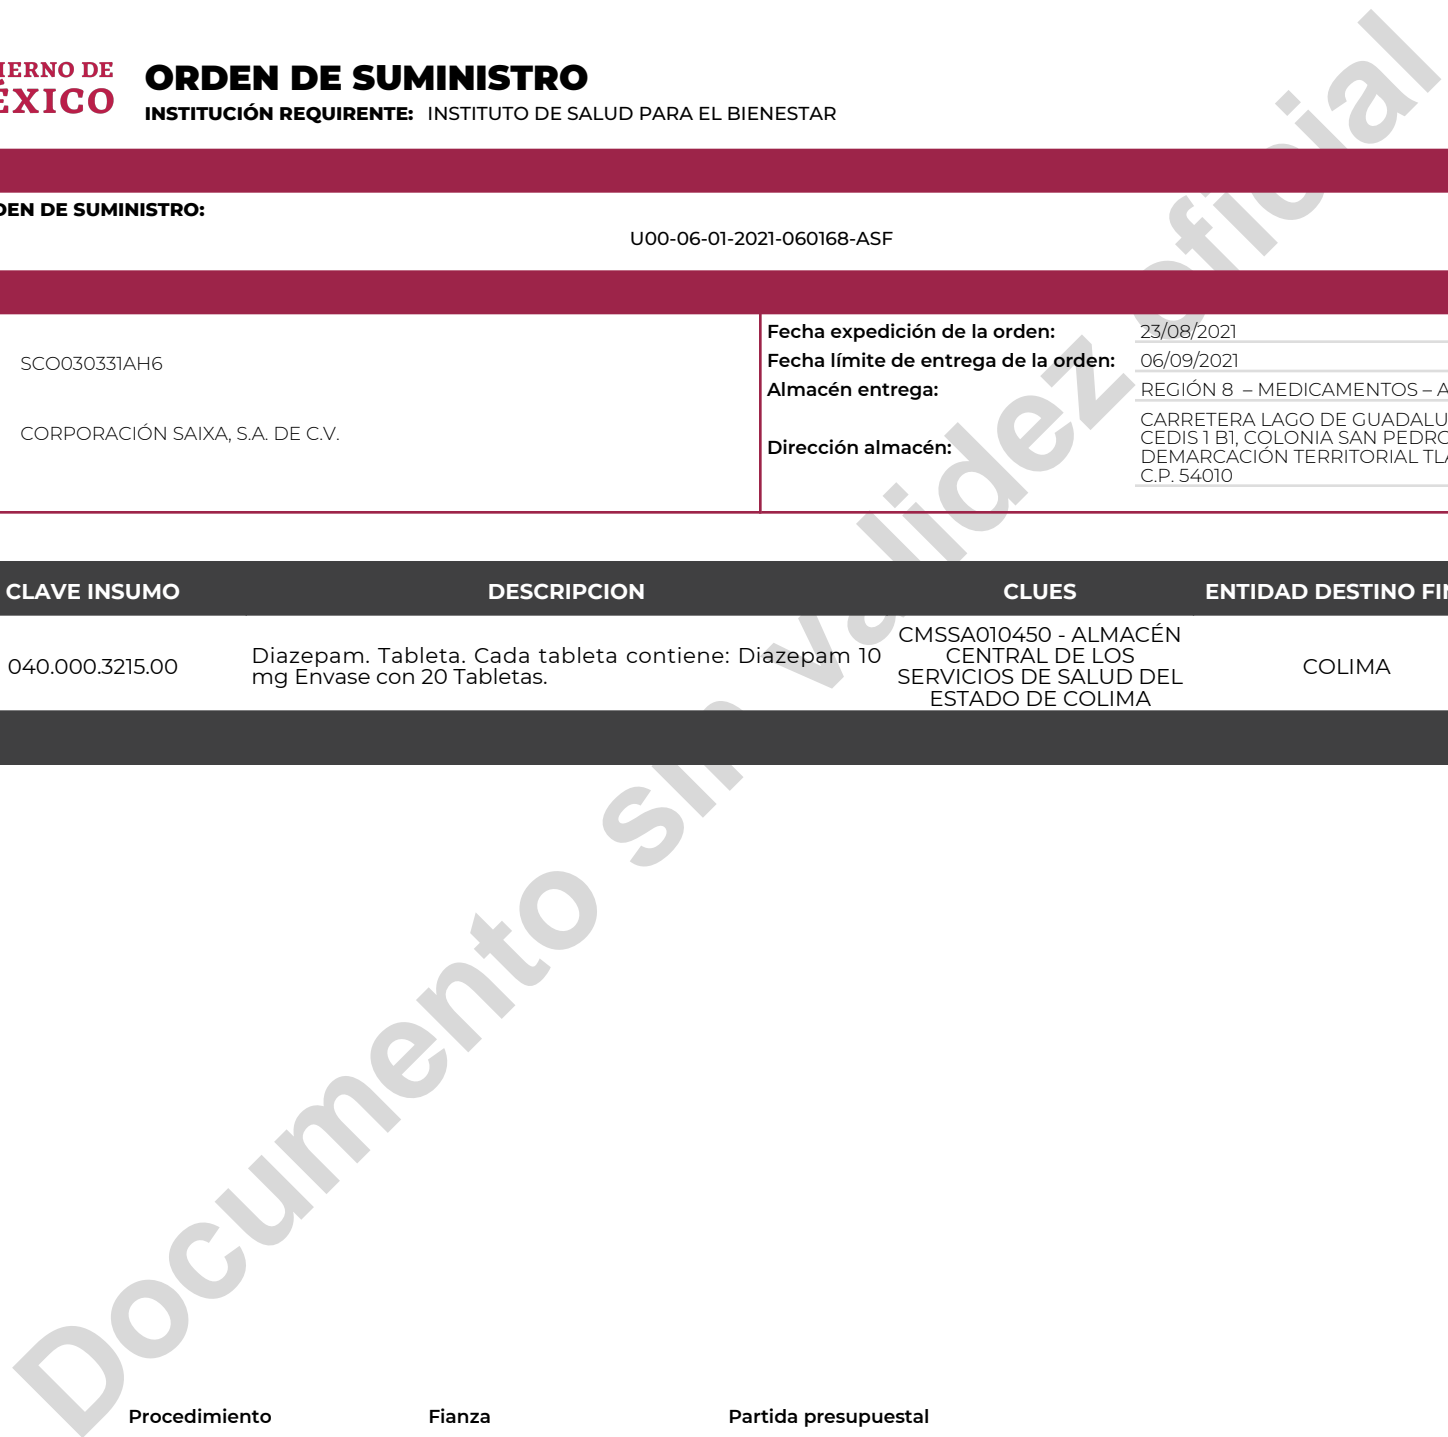 IERNO DE
ÉXICO
ORDEN DE SUMINISTRO
INSTITUCIÓN REQUIRENTE: INSTITUTO DE SALUD PARA EL BIENESTAR
DEN DE SUMINISTRO:
U00-06-01-2021-060168-ASF
SCO030331AH6
CORPORACIÓN SAIXA, S.A. DE C.V.
Fecha expedición de la orden: 23/08/2021
Fecha límite de entrega de la orden: 06/09/2021
Almacén entrega: REGIÓN 8 – MEDICAMENTOS – A
Dirección almacén:
CARRETERA LAGO DE GUADALU
CEDIS 1 B1, COLONIA SAN PEDRO
DEMARCACIÓN TERRITORIAL TLA
C.P. 54010
CLAVE INSUMO DESCRIPCION CLUES ENTIDAD DESTINO FIN
040.000.3215.00
Diazepam. Tableta. Cada tableta contiene: Diazepam 10
mg Envase con 20 Tabletas.
CMSSA010450 - ALMACÉN
CENTRAL DE LOS
SERVICIOS DE SALUD DEL
ESTADO DE COLIMA
COLIMA
Documento sin validez oficial
Procedimiento Fianza Partida presupuestal